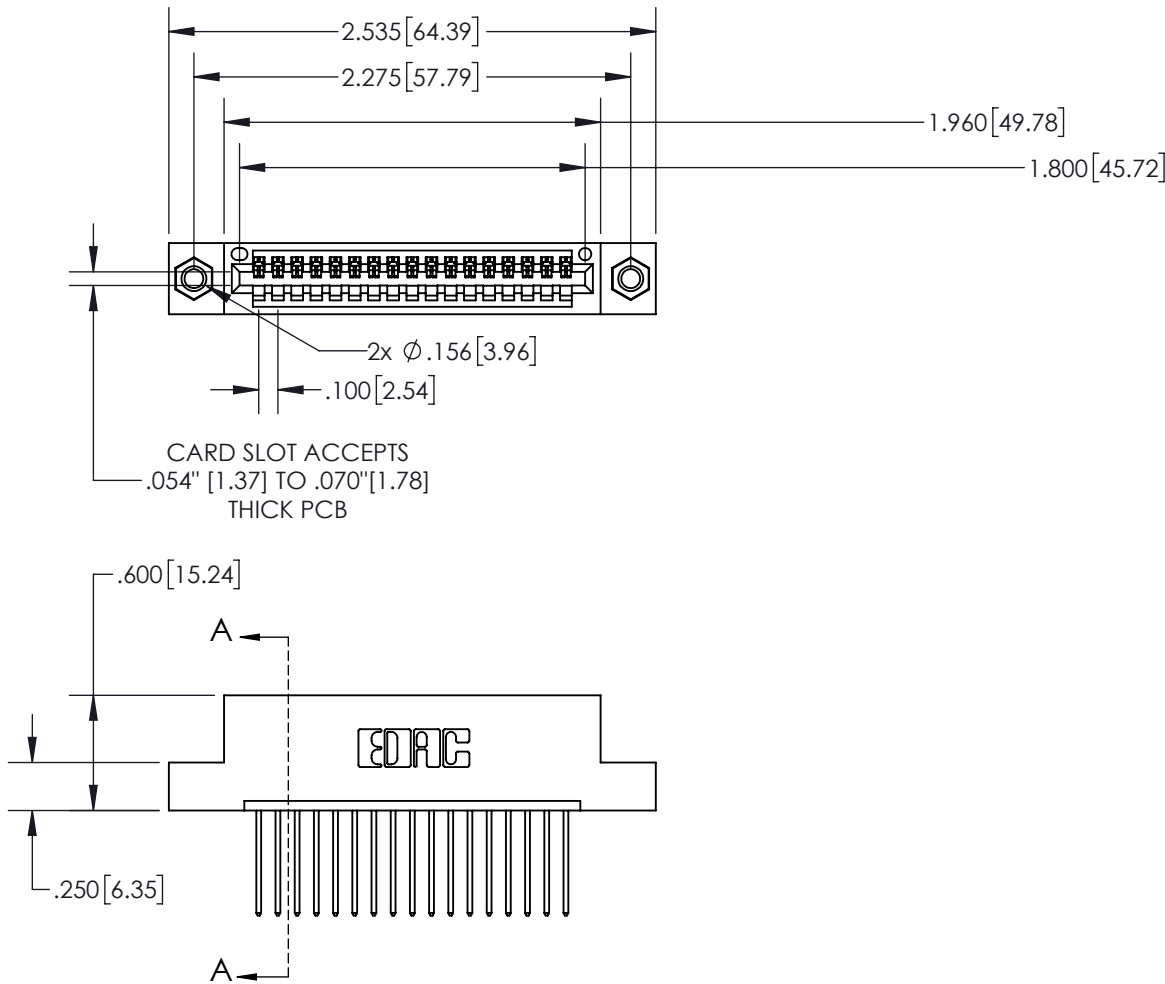 2.535[64.39]
2.275[57.79]
1.960[49.78]
1.800[45.72]
2x ∅.156[3.96]
.100[2.54]
CARD SLOT ACCEPTS
.054" [1.37] TO .070"[1.78]
THICK PCB
.600[15.24]
A
EDAC
.250[6.35]
A